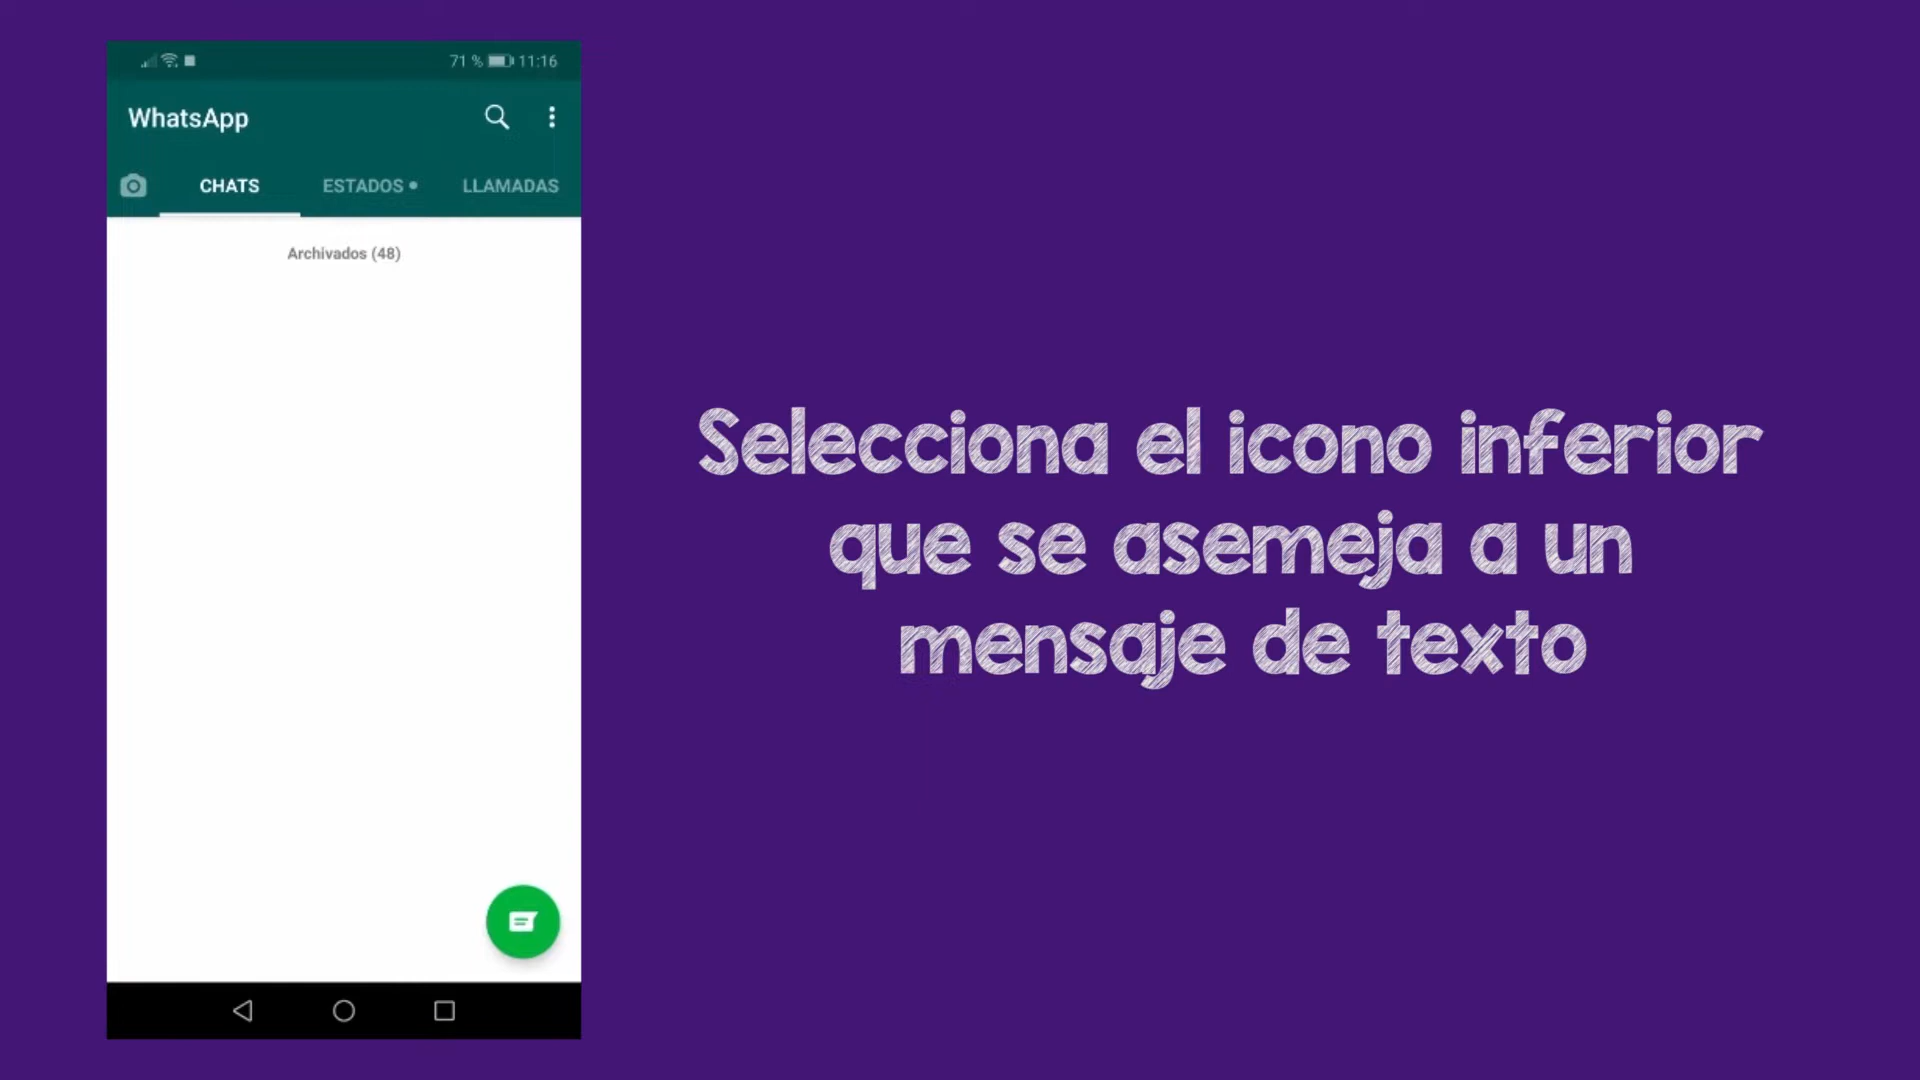 71 % 11:16
WhatsApp
CHATS ESTADOS LLAMADAS
Archivados (48)
Selecciona el icono inferior
que se asemeja a un
mensaje de texto